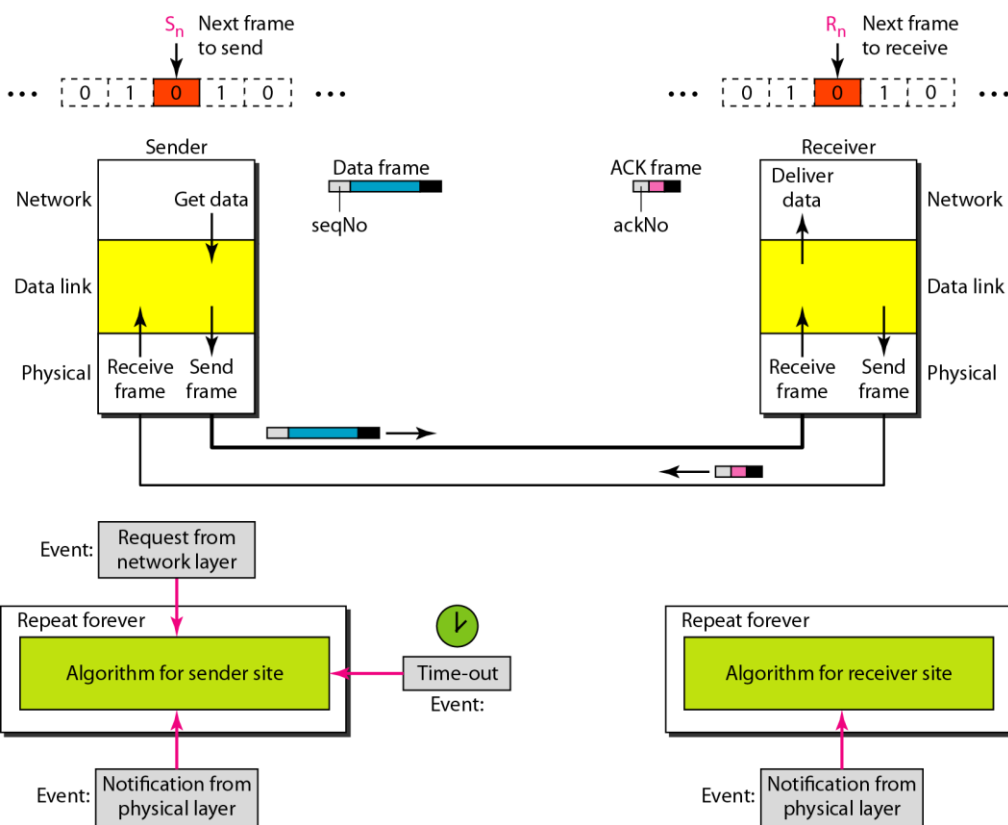 Sn Next frame
to send
Rn Next frame
to receive
••• 0 1 0 1 0 •••
••• 0 1 0 1 0 •••
Sender
Data frame
ACK frame
Receiver
Network
Get data
seqNo
ackNo
Deliver
data
Network
Data link
Data link
Physical
Receive
frame
Send
frame
Receive
frame
Send
frame
Physical
Event:
Request from
network layer
Repeat forever
Algorithm for sender site
Time-out
Event:
Event:
Notification from
physical layer
Repeat forever
Algorithm for receiver site
Event:
Notification from
physical layer